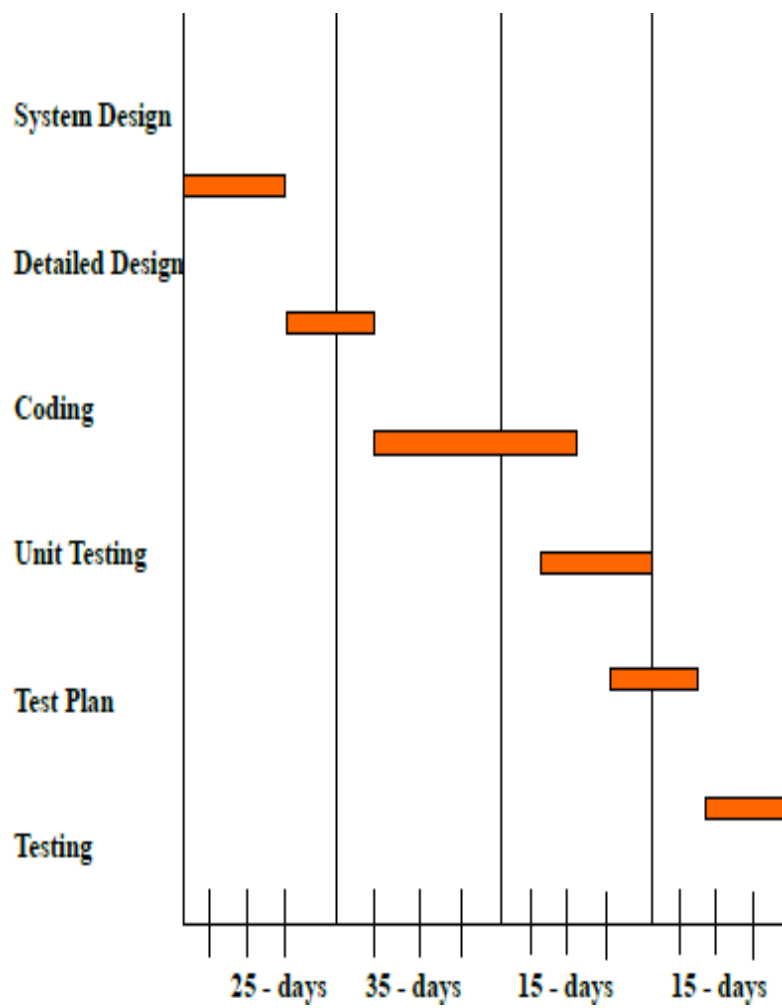 System Design
Detailed Design
Coding
Unit Testing
Test Plan
Testing
25 - days 35 - days 15 - days 15 - days